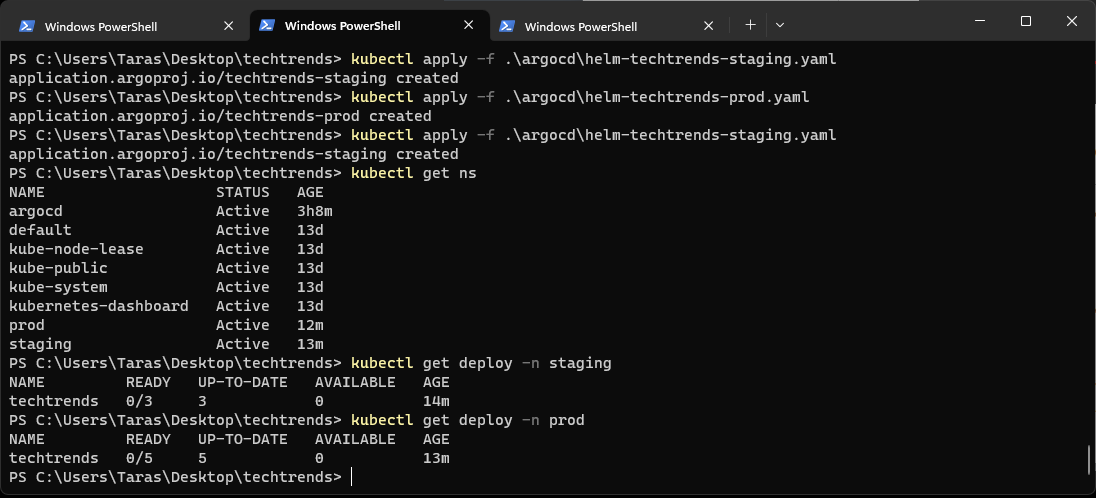 Windows PowerShell
Windows PowerShell
Windows PowerShell
PS C:\Users\Taras\Desktop\techtrends> kubectl apply -f .\argocd\helm-techtrends-staging.yaml
application.argoproj.io/techtrends-staging created
PS C:\Users\Taras\Desktop\techtrends> kubectl apply -f .\argocd\helm-techtrends-prod.yaml
application.argoproj.io/techtrends-prod created
PS C:\Users\Taras\Desktop\techtrends> kubectl apply -f .\argocd\helm-techtrends-staging.yaml
application.argoproj.io/techtrends-staging created
PS C:\Users\Taras\Desktop\techtrends> kubectl get ns
NAME                   STATUS   AGE
argocd                 Active   3h8m
default                Active   13d
kube-node-lease        Active   13d
kube-public            Active   13d
kube-system            Active   13d
kubernetes-dashboard   Active   13d
prod                   Active   12m
staging                Active   13m
PS C:\Users\Taras\Desktop\techtrends> kubectl get deploy -n staging
NAME         READY   UP-TO-DATE   AVAILABLE   AGE
techtrends   0/3     3            0           14m
PS C:\Users\Taras\Desktop\techtrends> kubectl get deploy -n prod
NAME         READY   UP-TO-DATE   AVAILABLE   AGE
techtrends   0/5     5            0           13m
PS C:\Users\Taras\Desktop\techtrends>